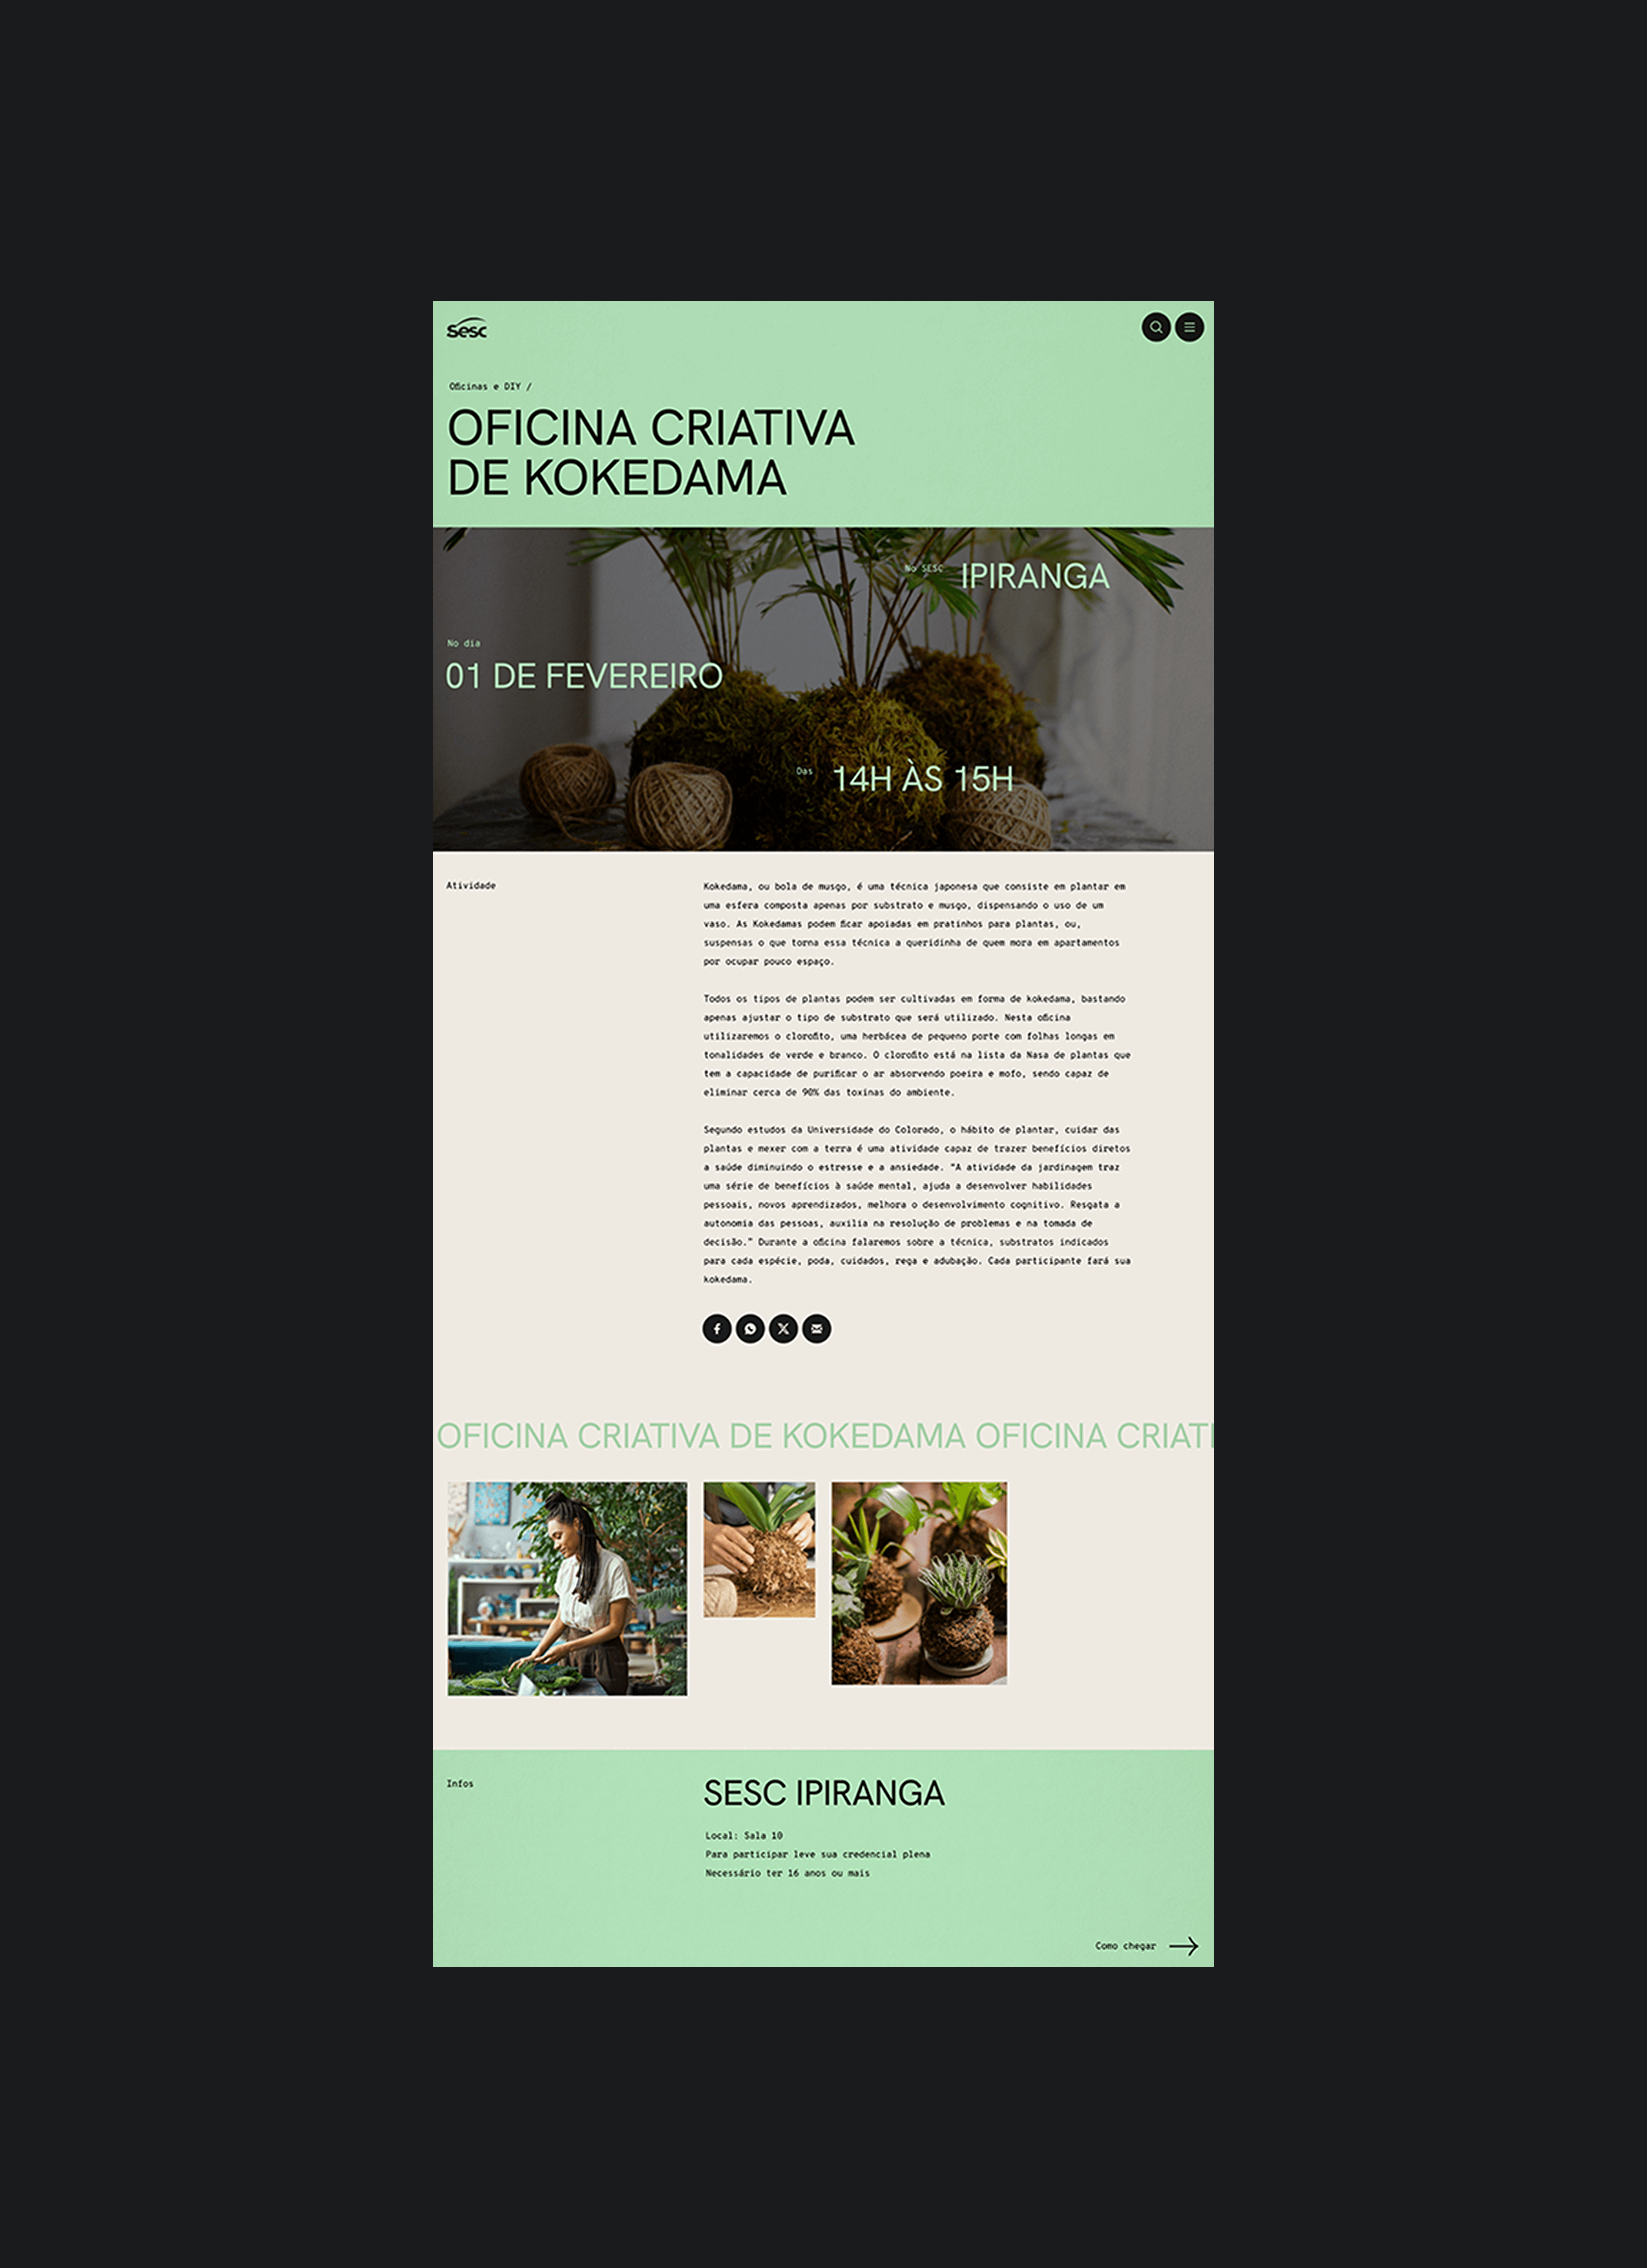 Sesc
Oficinas e DIY /
OFICINA CRIATIVA
DE KOKEDAMA
No SESC IPIRANGA
No dia
01 DE FEVEREIRO
Das 14H ÀS 15H
Atividade
Kokedama, ou bola de musgo, é uma técnica japonesa que consiste em plantar em
uma esfera composta apenas por substrato e musgo, dispensando o uso de um
vaso. As Kokedamas podem ficar apoiadas em pratinhos para plantas, ou,
suspensas o que torna essa técnica a queridinha de quem mora em apartamentos
por ocupar pouco espaço.
Todos os tipos de plantas podem ser cultivadas em forma de kokedama, bastando
apenas ajustar o tipo de substrato que será utilizado. Nesta oficina
utilizaremos o clorofito, uma herbácea de pequeno porte com folhas longas em
tonalidades de verde e branco. O clorofito está na lista da Nasa de plantas que
tem a capacidade de purificar o ar absorvendo poeira e mofo, sendo capaz de
eliminar cerca de 90% das toxinas do ambiente.
Segundo estudos da Universidade do Colorado, o hábito de plantar, cuidar das
plantas e mexer com a terra é uma atividade capaz de trazer benefícios diretos
a saúde diminuindo o estresse e a ansiedade. "A atividade da jardinagem traz
uma série de benefícios à saúde mental, ajuda a desenvolver habilidades
pessoais, novos aprendizados, melhora o desenvolvimento cognitivo. Resgata a
autonomia das pessoas, auxilia na resolução de problemas e na tomada de
decisão." Durante a oficina falaremos sobre a técnica, substratos indicados
para cada espécie, poda, cuidados, rega e adubação. Cada participante fará sua
kokedama.
OFICINA CRIATIVA DE KOKEDAMA OFICINA CRIATI
Infos
SESC IPIRANGA
Local: Sala 10
Para participar leve sua credencial plena
Necessário ter 16 anos ou mais
Como chegar